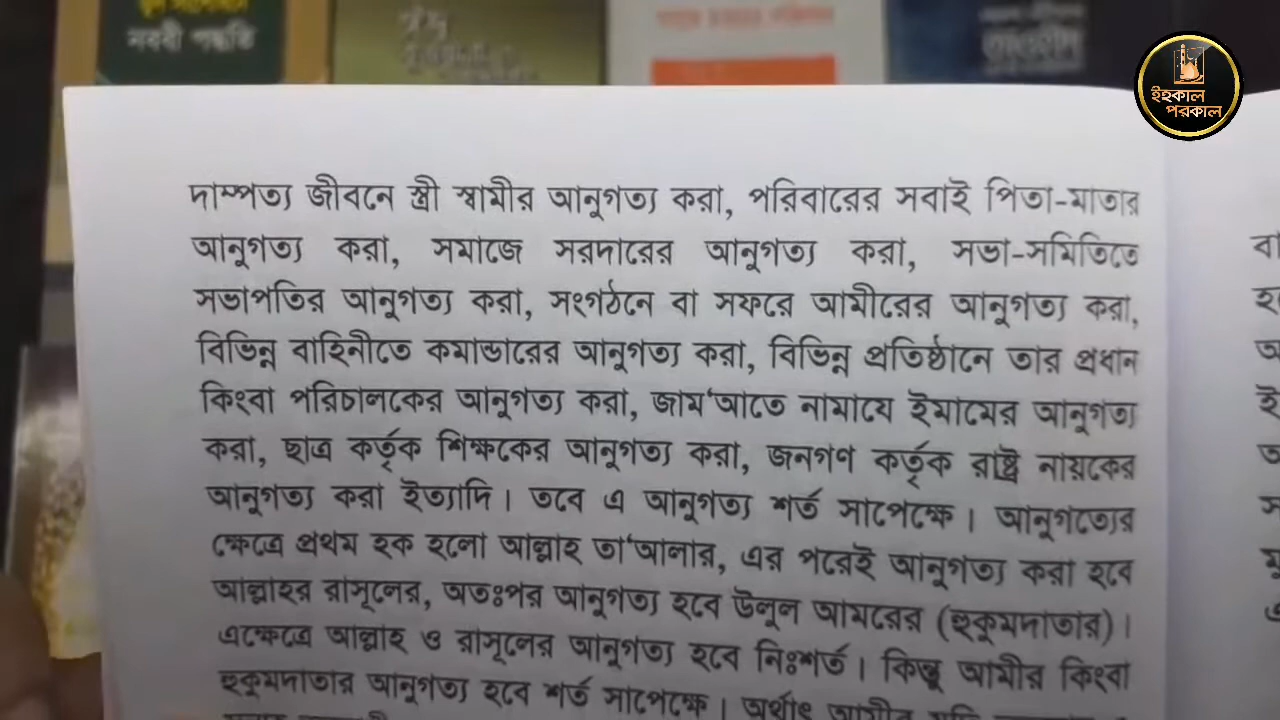 নববী পদ্ধতি
ইহকাল
পরকাল
দাম্পত্য জীবনে স্ত্রী স্বামীর আনুগত্য করা, পরিবারের সবাই পিতা-মাতার
আনুগত্য করা, সমাজে সরদারের আনুগত্য করা, সভা-সমিতিতে
সভাপতির আনুগত্য করা, সংগঠনে বা সফরে আমীরের আনুগত্য করা,
বিভিন্ন বাহিনীতে কমান্ডারের আনুগত্য করা, বিভিন্ন প্রতিষ্ঠানে তার প্রধান
কিংবা পরিচালকের আনুগত্য করা, জাম‘আতে নামাযে ইমামের আনুগত্য
করা, ছাত্র কর্তৃক শিক্ষকের আনুগত্য করা, জনগণ কর্তৃক রাষ্ট্র নায়কের
আনুগত্য করা ইত্যাদি। তবে এ আনুগত্য শর্ত সাপেক্ষে। আনুগত্যের
ক্ষেত্রে প্রথম হক হলো আল্লাহ তা‘আলার, এর পরেই আনুগত্য করা হবে
আল্লাহর রাসূলের, অতঃপর আনুগত্য হবে উলুল আমরের (হুকুমদাতার)।
এক্ষেত্রে আল্লাহ ও রাসূলের আনুগত্য হবে নিঃশর্ত। কিন্তু আমীর কিংবা
হুকুমদাতার আনুগত্য হবে শর্ত সাপেক্ষে। অর্থাৎ আমীর যদি